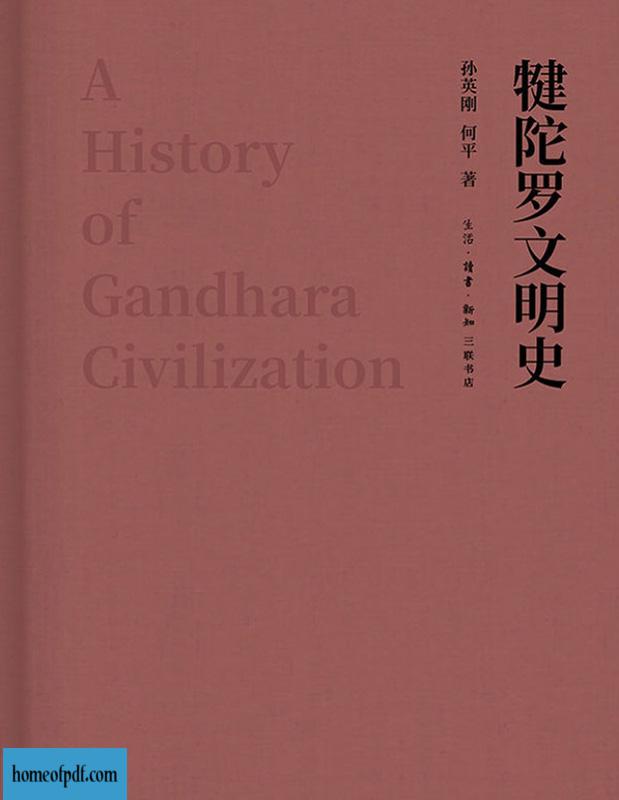 犍陀罗文明史
孙英刚 何平 著
生活·讀書·新知 三联书店
A
History
of
Gandhara
Civilization
homeofpdf.com